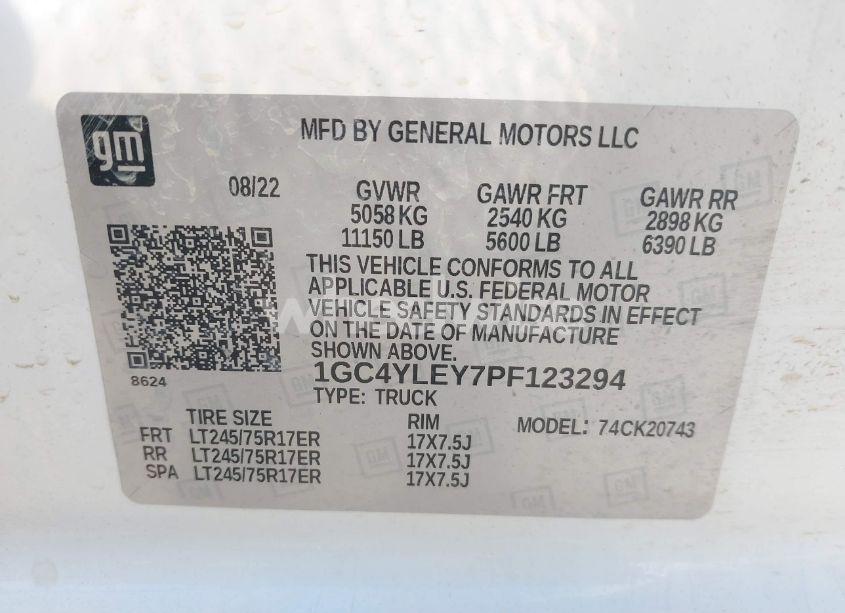 gm
MFD BY GENERAL MOTORS LLC
08/22
GVWR
5058 KG
11150 LB
GAWR FRT
2540 KG
5600 LB
GAWR RR
2898 KG
6390 LB
THIS VEHICLE CONFORMS TO ALL
APPLICABLE U.S. FEDERAL MOTOR
VEHICLE SAFETY STANDARDS IN EFFECT
ON THE DATE OF MANUFACTURE
SHOWN ABOVE.
8624
1GC4YLEY7PF123294
TYPE: TRUCK
TIRE SIZE RIM MODEL: 74CK20743
FRT LT245/75R17ER 17X7.5J
RR LT245/75R17ER 17X7.5J
SPA LT245/75R17ER 17X7.5J